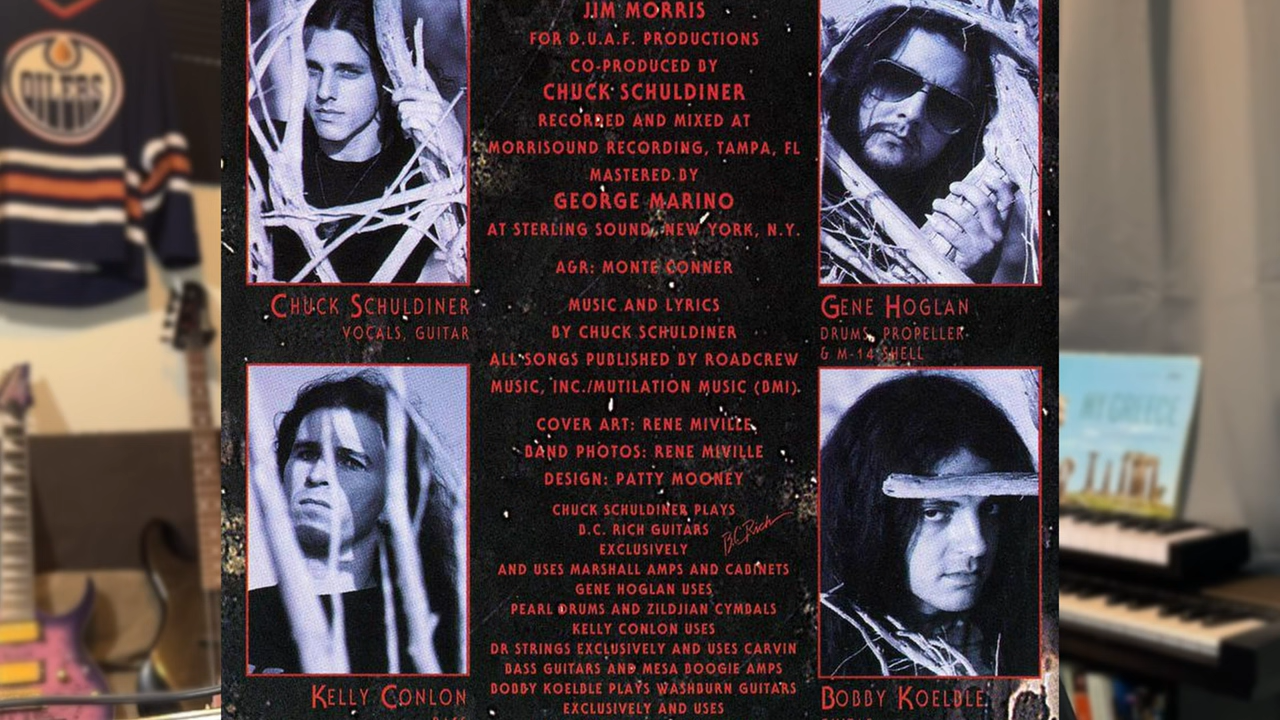 OILERS
JIM MORRIS
FOR D.U.A.F. PRODUCTIONS
CO-PRODUCED BY
CHUCK SCHULDINER
RECORDED AND MIXED AT
MORRISOUND RECORDING, TAMPA, FL
MASTERED BY
GEORGE MARINO
AT STERLING SOUND, NEW YORK, N.Y.
A&R: MONTE CONNER
MUSIC AND LYRICS
BY CHUCK SCHULDINER
ALL SONGS PUBLISHED BY ROADCREW
MUSIC, INC./MUTILATION MUSIC (BMI).
COVER ART: RENE MIVILLE
BAND PHOTOS: RENE MIVILLE
DESIGN: PATTY MOONEY
CHUCK SCHULDINER PLAYS
B.C. RICH GUITARS
B.C. Rich
EXCLUSIVELY
AND USES MARSHALL AMPS AND CABINETS
GENE HOGLAN USES
PEARL DRUMS AND ZILDJIAN CYMBALS
KELLY CONLON USES
DR STRINGS EXCLUSIVELY AND USES CARVIN
BASS GUITARS AND MESA BOOGIE AMPS
BOBBY KOELBLE PLAYS WASHBURN GUITARS
EXCLUSIVELY AND USES
CHUCK SCHULDINER
VOCALS, GUITAR
GENE HOGLAN
DRUMS, PROPELLER
& M-14 SHELL
KELLY CONLON
BOBBY KOELBLE
MY GREECE